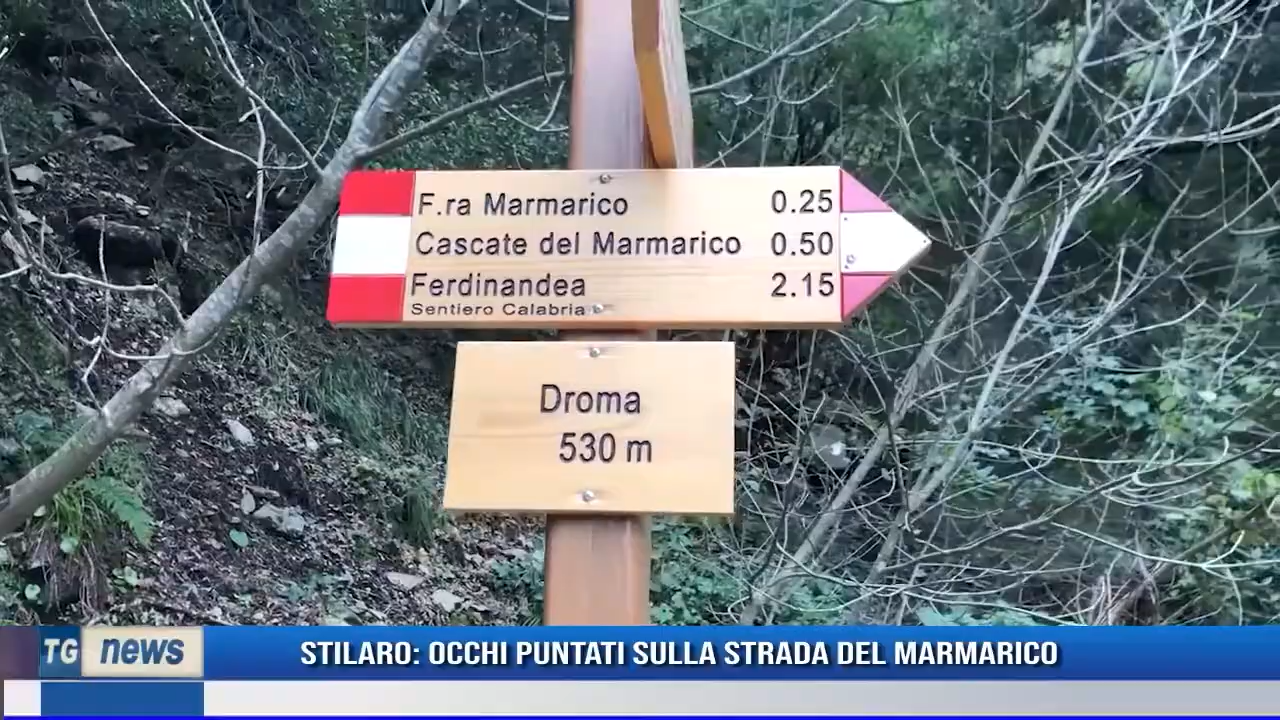 F.ra Marmarico 0.25
Cascate del Marmarico 0.50
Ferdinandea 2.15
Sentiero Calabria
Droma
530 m
TG news STILARO: OCCHI PUNTATI SULLA STRADA DEL MARMARICO